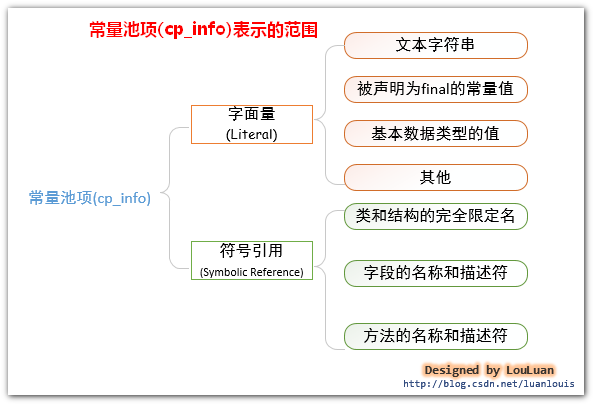 常量池项(cp_info)表示的范围
文本字符串
被声明为final的常量值
字面量
(Literal)
基本数据类型的值
其他
常量池项(cp_info)
类和结构的完全限定名
符号引用
(Symbolic Reference)
字段的名称和描述符
方法的名称和描述符
Designed by LouLuan
http://blog.csdn.net/luanlouis